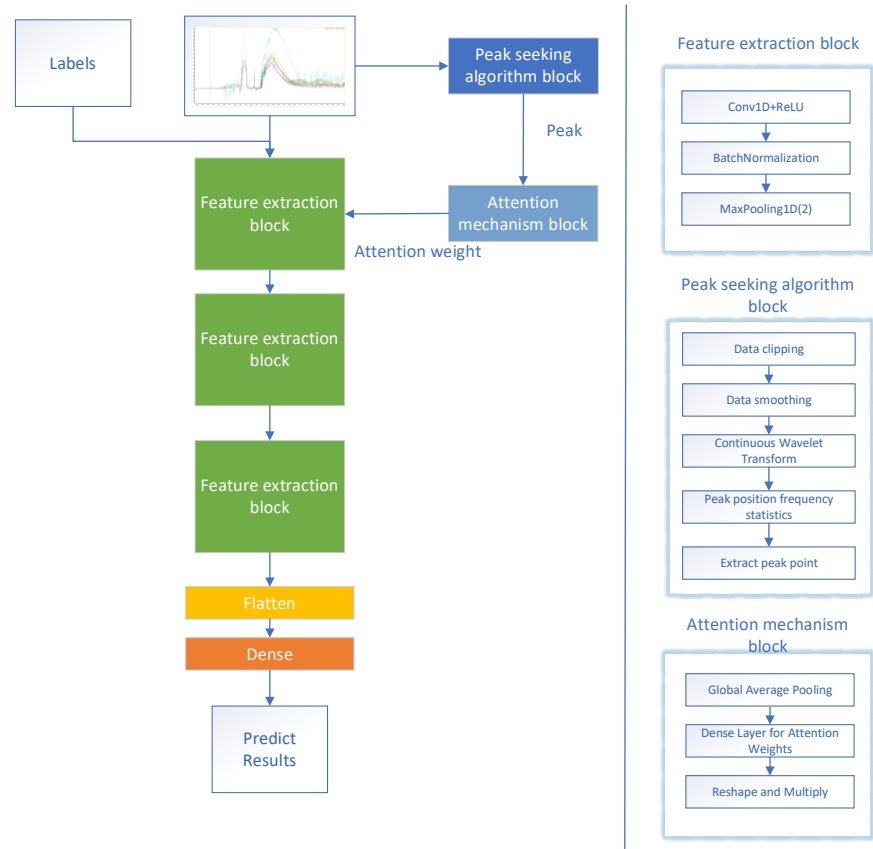 Labels
Peak seeking
algorithm block
Peak
Feature extraction
block
Attention
mechanism block
Attention weight
Feature extraction
block
Feature extraction
block
Flatten
Dense
Predict
Results
Feature extraction block
Conv1D+ReLU
BatchNormalization
MaxPooling1D(2)
Peak seeking algorithm
block
Data clipping
Data smoothing
Continuous Wavelet
Transform
Peak position frequency
statistics
Extract peak point
Attention mechanism
block
Global Average Pooling
Dense Layer for Attention
Weights
Reshape and Multiply